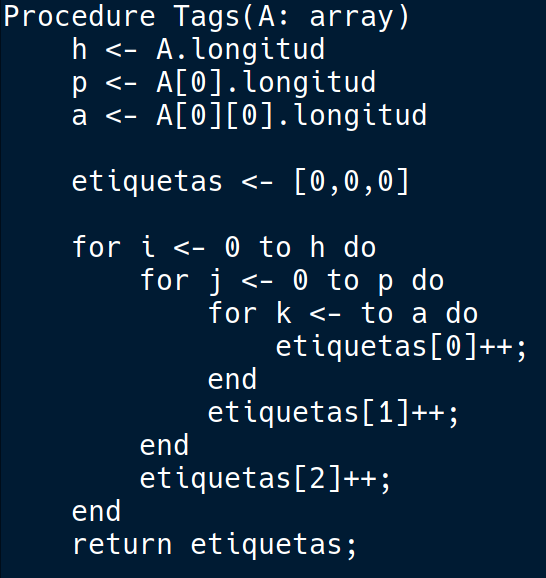 Procedure Tags(A: array)
h <- A.longitud
p <- A[0].longitud
a <- A[0][0].longitud
etiquetas <- [0,0,0]
for i <- 0 to h do
for j <- 0 to p do
for k <- to a do
etiquetas[0]++;
end
etiquetas[1]++;
end
etiquetas[2]++;
end
return etiquetas;